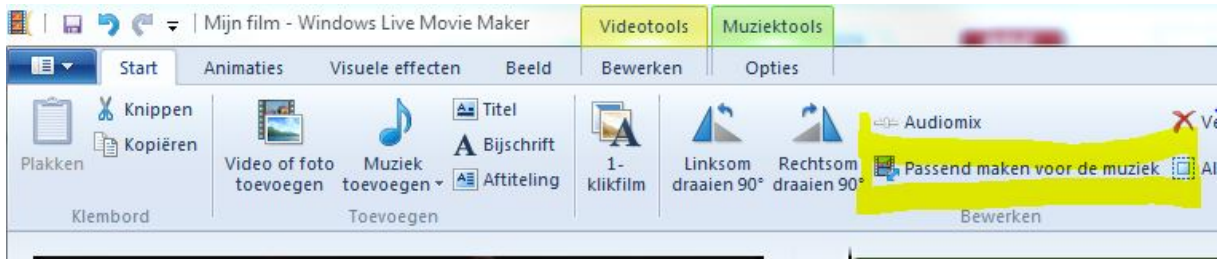 Mijn film - Windows Live Movie Maker
Videotools
Muziektools
Start
Animaties
Visuele effecten
Beeld
Bewerken
Opties
Plakken
Knippen
Kopiëren
Klembord
Video of foto
toevoegen
Muziek
toevoegen
Titel
Bijschrift
Aftiteling
Toevoegen
1-
klikfilm
Linksom
draaien 90°
Rechtsom
draaien 90°
Audiomix
Passend maken voor de muziek
Bewerken